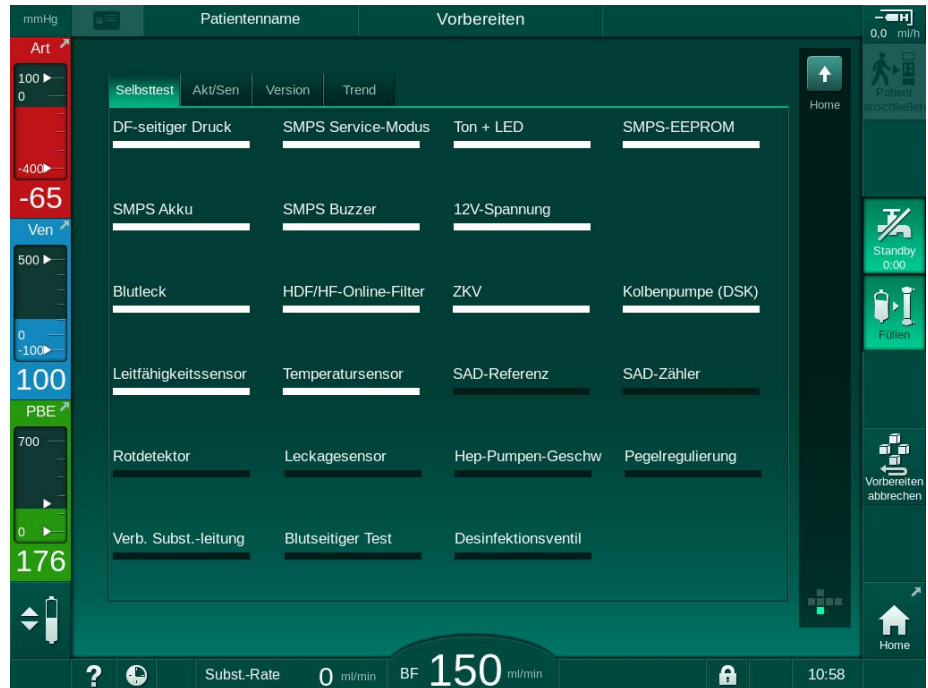 mmHg
Patientenname
Vorbereiten
0,0 ml/h
Art
100
0
-400
-65
Ven
500
0
-100
100
PBE
700
0
176
Selbsttest
Akt/Sen
Version
Trend
DF-seitiger Druck
SMPS Service-Modus
Ton + LED
SMPS-EEPROM
SMPS Akku
SMPS Buzzer
12V-Spannung
Blutleck
HDF/HF-Online-Filter
ZKV
Kolbenpumpe (DSK)
Leitfähigkeitssensor
Temperatursensor
SAD-Referenz
SAD-Zähler
Rotdetektor
Leckagesensor
Hep-Pumpen-Geschw
Pegelregulierung
Verb. Subst.-leitung
Blutseitiger Test
Desinfektionsventil
Home
Patient
anschließen
Standby
0:00
Füllen
Vorbereiten
abbrechen
Home
?
Subst.-Rate 0 ml/min
BF 150 ml/min
10:58